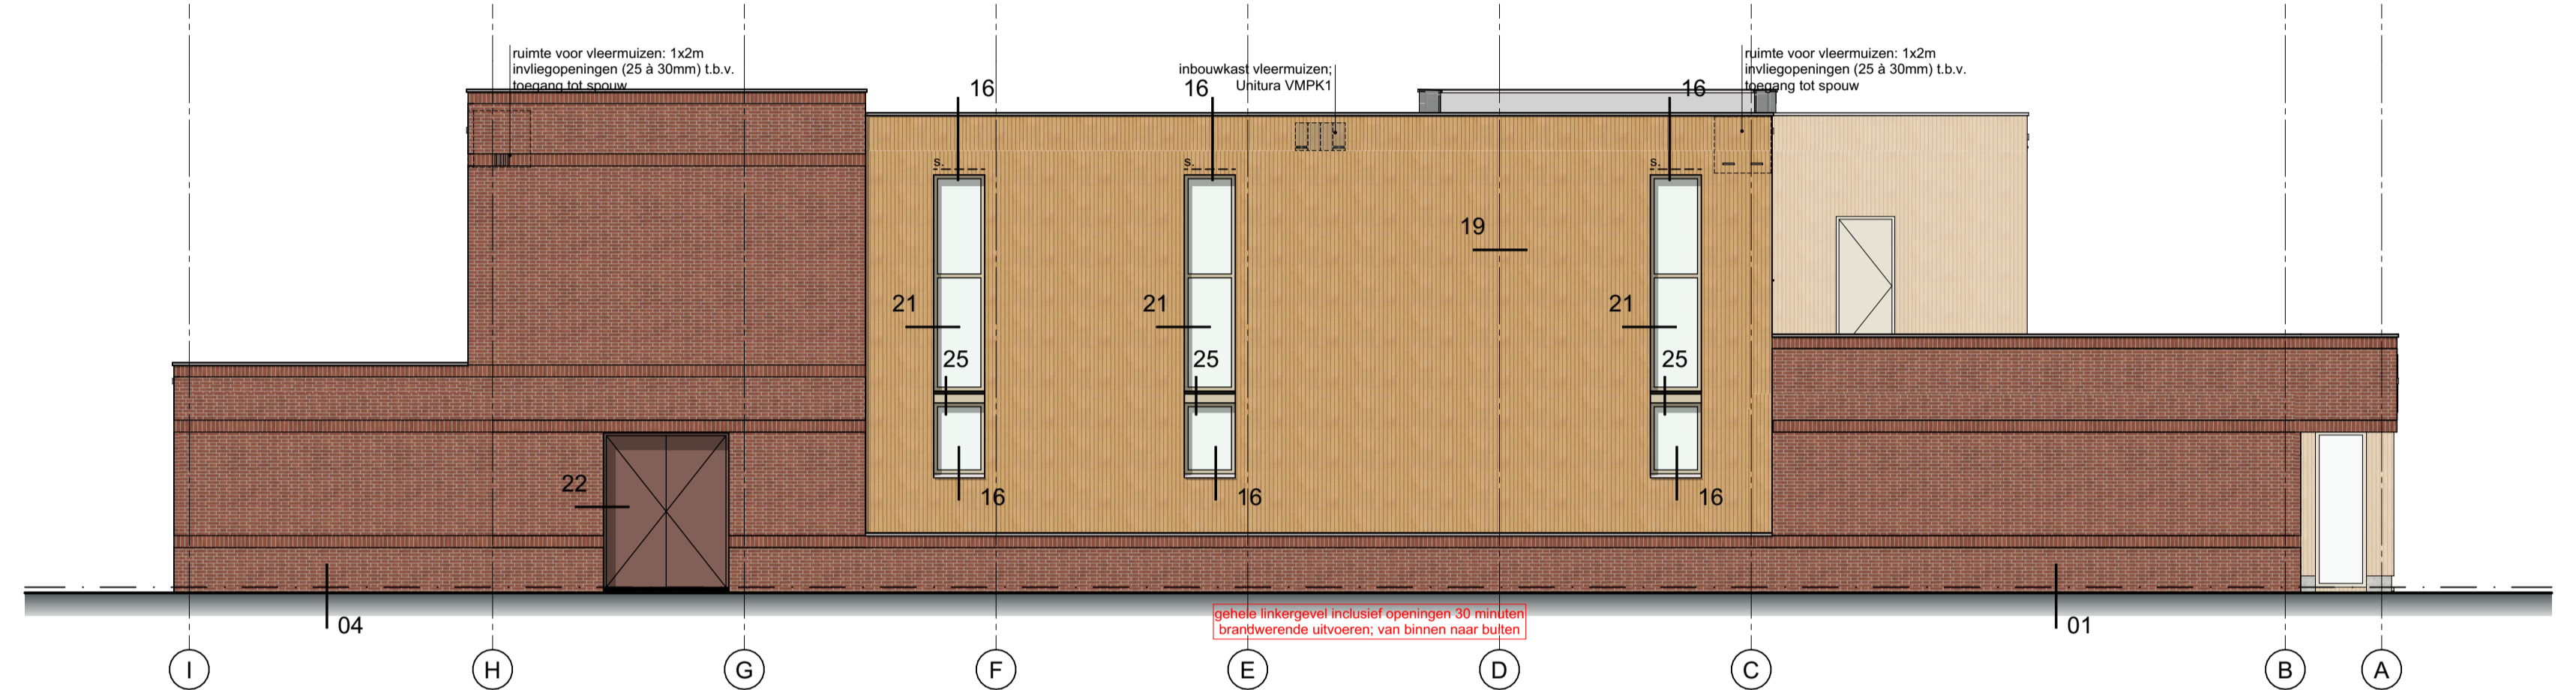 ruimte voor vleermuizen: 1x2m
invliegopeningen (25 à 30mm) t.b.v.
toegang tot spouw
inbouwkast vleermuizen;
Unitura VMPK1
ruimte voor vleermuizen: 1x2m
invliegopeningen (25 à 30mm) t.b.v.
toegang tot spouw
16
16
16
s.
s.
s.
19
21
21
21
25
25
25
22
16
16
16
04
01
gehele linkergevel inclusief openingen 30 minuten
brandwerende uitvoeren; van binnen naar buiten
I
H
G
F
E
D
C
B
A